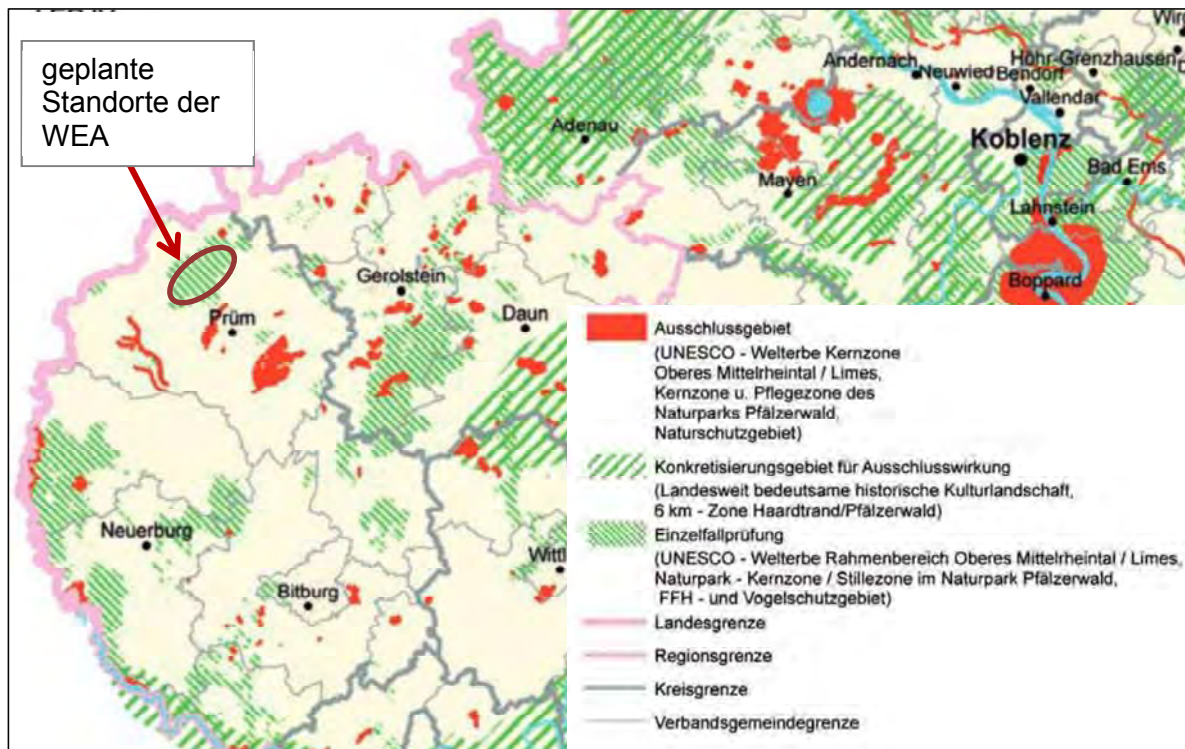 geplante
Standorte der
WEA
Andernach
Neuwied
Bendorf
Höhr-Grenzhausen
Vallendar
Adenau
Koblenz
Mayen
Bad Ems
Lahnstein
Boppard
Gerolstein
Daun
Prüm
Neuerburg
Bitburg
Wittl
Ausschlussgebiet
(UNESCO - Welterbe Kernzone
Oberes Mittelrheintal / Limes,
Kernzone u. Pflegezone des
Naturparks Pfälzerwald,
Naturschutzgebiet)
Konkretisierungsgebiet für Ausschlusswirkung
(Landesweit bedeutsame historische Kulturlandschaft,
6 km - Zone Haardtrand/Pfälzerwald)
Einzelfallprüfung
(UNESCO - Welterbe Rahmenbereich Oberes Mittelrheintal / Limes,
Naturpark - Kernzone / Stillezone im Naturpark Pfälzerwald,
FFH - und Vogelschutzgebiet)
Landesgrenze
Regionsgrenze
Kreisgrenze
Verbandsgemeindegrenze